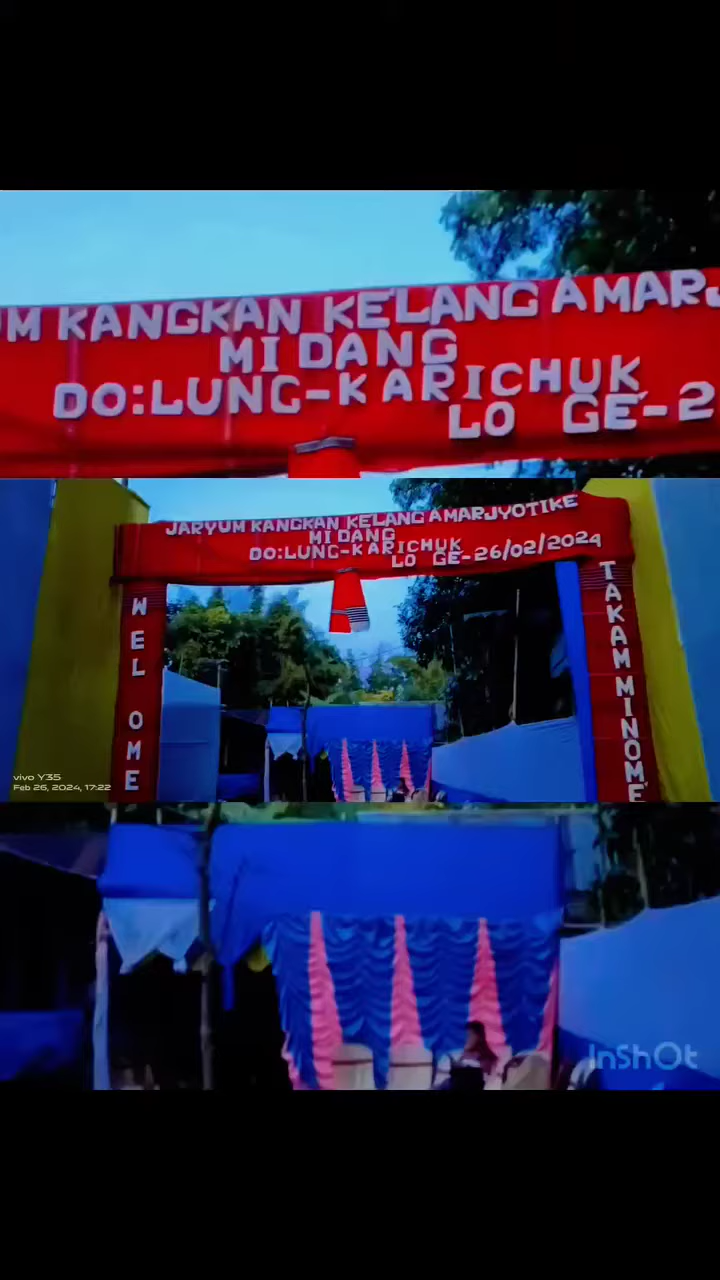 UM KANGKAN KELANG AMARJ
MI DANG
DO:LUNG-KARICHUK
LO GE-2
JARYUM KANGKAN KELANG AMARJYOTIKE
MI DANG
DO:LUNG-KARICHUK
LO GE-26/02/2024
WEL OME
TAKAM MINOME
vivo Y35
Feb 26, 2024, 17:22
InShOt